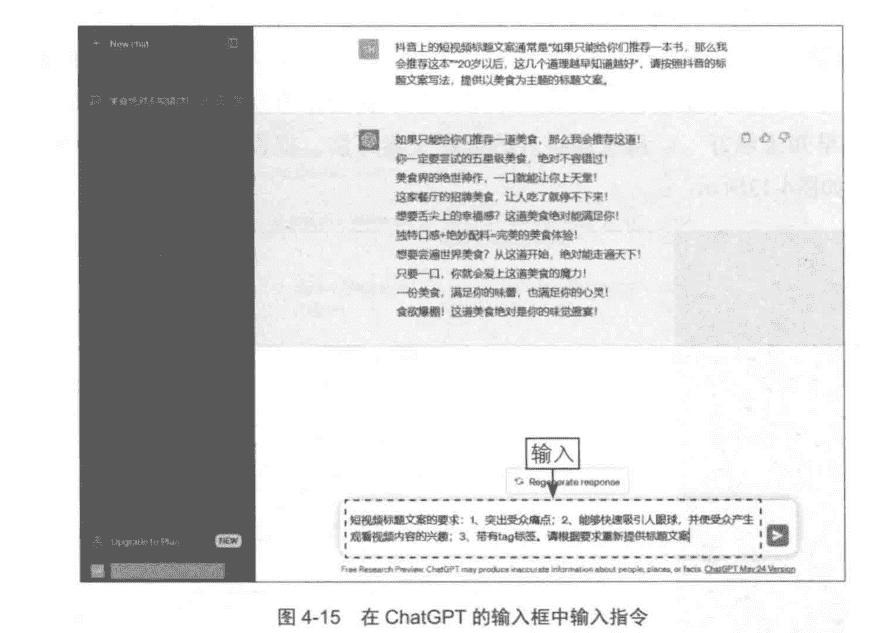 New chat
抖音上的短视频标题文案通常是“如果只能给你们推荐一本书，那么我
会推荐这本”“20岁以后，这几个道理越早知道越好”，请按照抖音的标
题文案写法，提供以美食为主题的标题文案。
如果只能给你们推荐一道美食，那么我会推荐这道！
你一定要尝试的五星级美食，绝对不容错过！
美食界的绝世神作，一口就能让你上天堂！
这家餐厅的招牌美食，让人吃了就停不下来！
想要舌尖上的幸福感？这道美食绝对能满足你！
独特口感+绝妙配料=完美的美食体验！
想要尝遍世界美食？从这道开始，绝对能走遍天下！
只要一口，你就会爱上这道美食的魔力！
一份美食，满足你的味蕾，也满足你的心灵！
食欲爆棚！这道美食绝对是你的味觉盛宴！
输入
Regenerate response
短视频标题文案的要求：1、突出受众痛点；2、能够快速吸引人眼球，并使受众产生
观看视频内容的兴趣；3、带有tag标签。请根据要求重新提供标题文案
Upgrade to Plus NEW
Free Research Preview. ChatGPT may produce inaccurate information about people, places, or facts. ChatGPT May 24 Version
图 4-15 在 ChatGPT 的输入框中输入指令